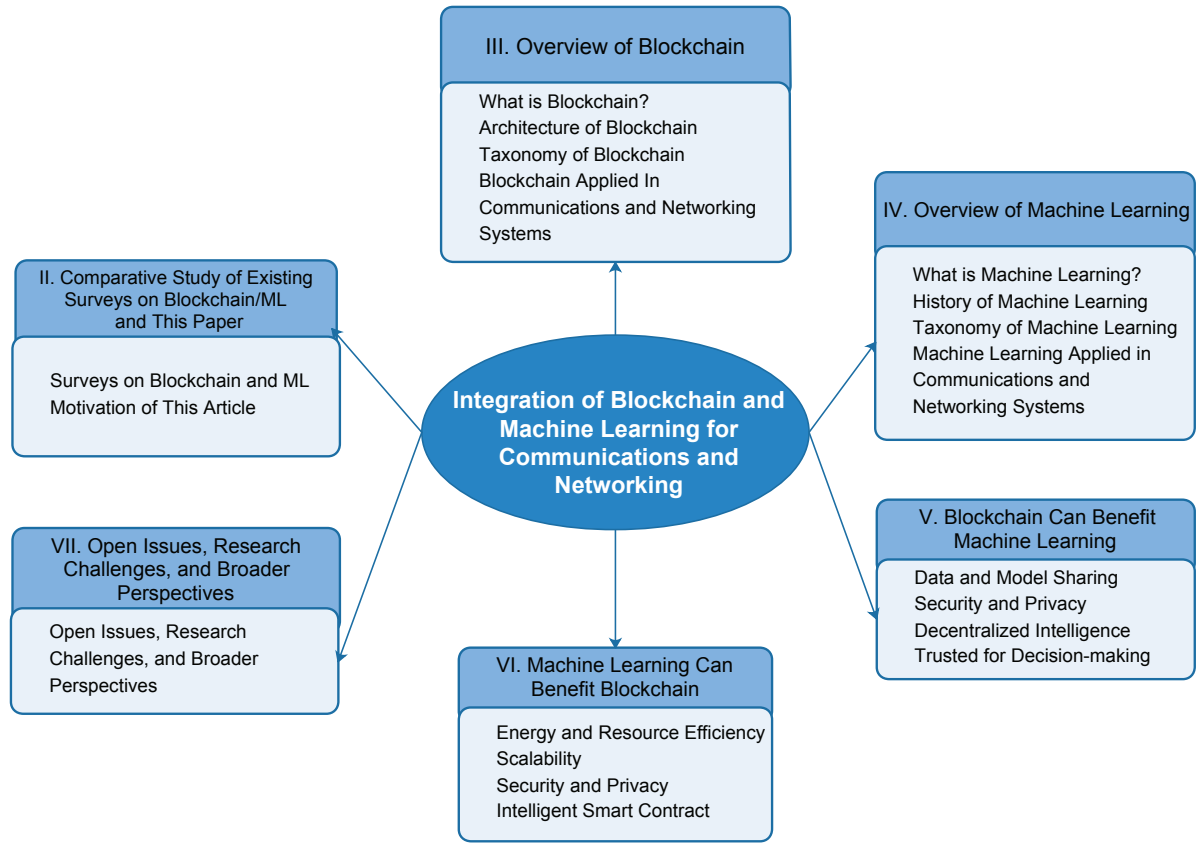 III. Overview of Blockchain
What is Blockchain?
Architecture of Blockchain
Taxonomy of Blockchain
Blockchain Applied In
Communications and Networking
Systems
IV. Overview of Machine Learning
What is Machine Learning?
History of Machine Learning
Taxonomy of Machine Learning
Machine Learning Applied in
Communications and
Networking Systems
II. Comparative Study of Existing
Surveys on Blockchain/ML
and This Paper
Surveys on Blockchain and ML
Motivation of This Article
Integration of Blockchain and
Machine Learning for
Communications and
Networking
V. Blockchain Can Benefit
Machine Learning
Data and Model Sharing
Security and Privacy
Decentralized Intelligence
Trusted for Decision-making
VII. Open Issues, Research
Challenges, and Broader
Perspectives
Open Issues, Research
Challenges, and Broader
Perspectives
VI. Machine Learning Can
Benefit Blockchain
Energy and Resource Efficiency
Scalability
Security and Privacy
Intelligent Smart Contract